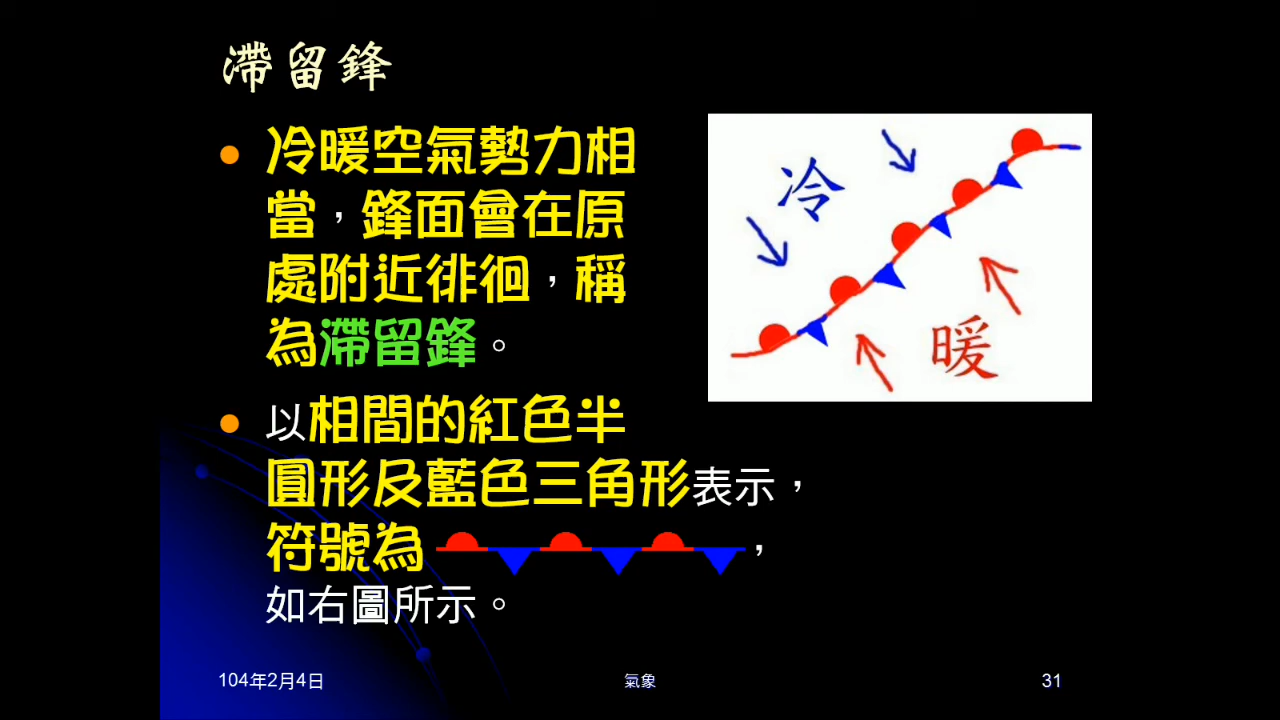 滯留鋒
冷暖空氣勢力相
當，鋒面會在原
處附近徘徊，稱
為滯留鋒。
以相間的紅色半
圓形及藍色三角形表示，
符號為，
如右圖所示。
冷
暖
104年2月4日
氣象
31